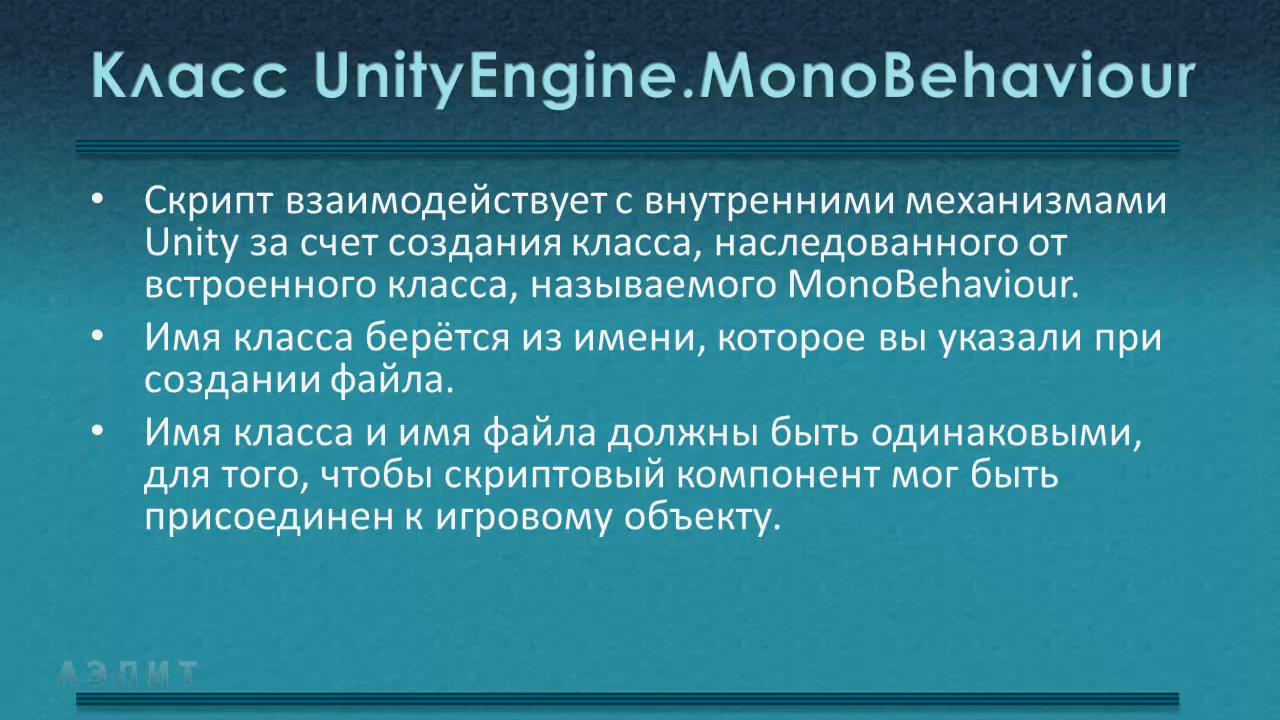 Класс UnityEngine.MonoBehaviour
• Скрипт взаимодействует с внутренними механизмами
Unity за счет создания класса, наследованного от
встроенного класса, называемого MonoBehaviour.
• Имя класса берётся из имени, которое вы указали при
создании файла.
• Имя класса и имя файла должны быть одинаковыми,
для того, чтобы скриптовый компонент мог быть
присоединен к игровому объекту.
АЭЛИТ